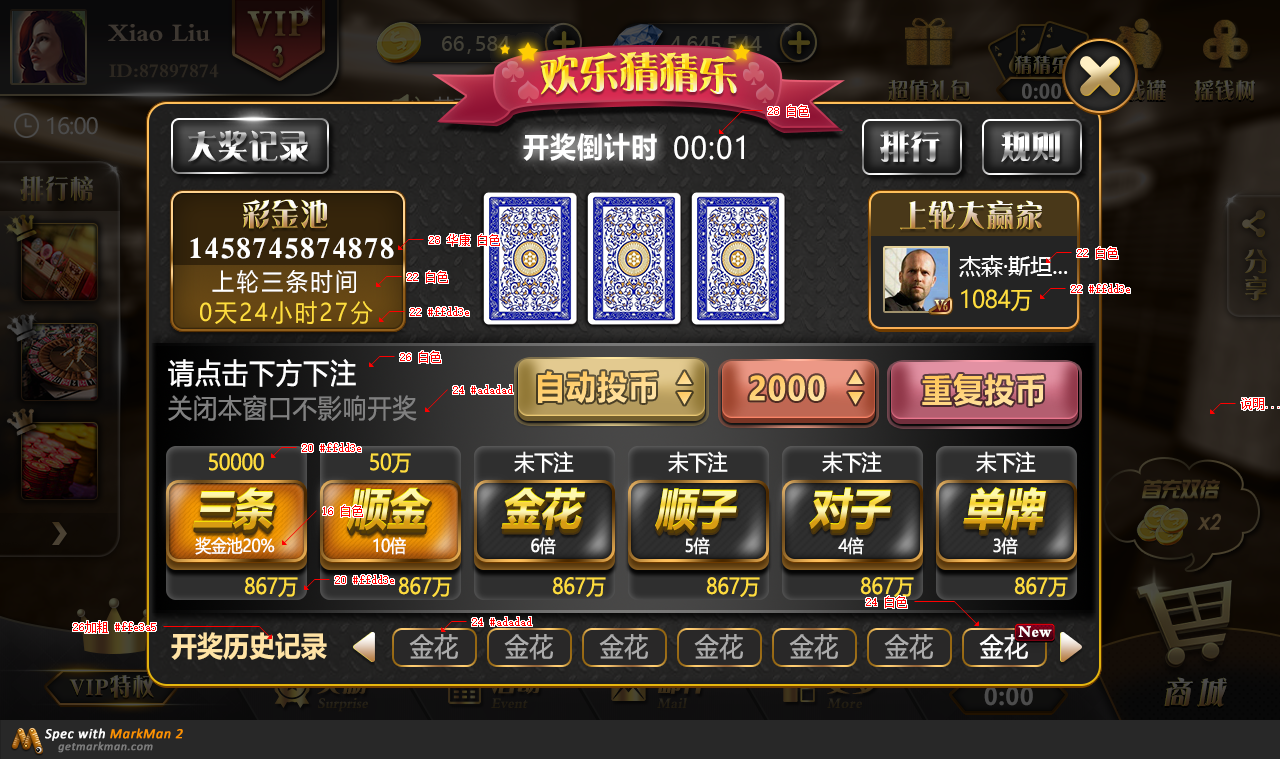 Xiao Liu
ID:87897874
VIP
3
66,584
4,645,544
超值礼包
猜猜乐
0:00
钱罐
摇钱树
欢乐猜猜乐
28 白色
16:00
大奖记录
开奖倒计时 00:01
排行
规则
排行榜
彩金池
1458745874878
28 华康 白色
上轮三条时间
22 白色
0天24小时27分
22 #ffd3e
上轮大赢家
杰森·斯坦...
22 白色
V6
1084万
22 #ffd3e
分享
请点击下方下注
26 白色
关闭本窗口不影响开奖
24 #adadad
自动投币
2000
重复投币
说明...
20 #ffdd3e
50000
50万
未下注
未下注
未下注
未下注
三条
奖金池20%
16 白色
顺金
10倍
金花
6倍
顺子
5倍
对子
4倍
单牌
3倍
867万
20 #ffdd3e
867万
867万
867万
867万
867万
24 白色
首充双倍
x2
26加粗 #ffe3a5
开奖历史记录
24 #adadad
金花
金花
金花
金花
金花
金花
金花
New
VIP特权
Surprise
Event
Mail
更多
More
0:00
商城
Spec with MarkMan 2
getmarkman.com